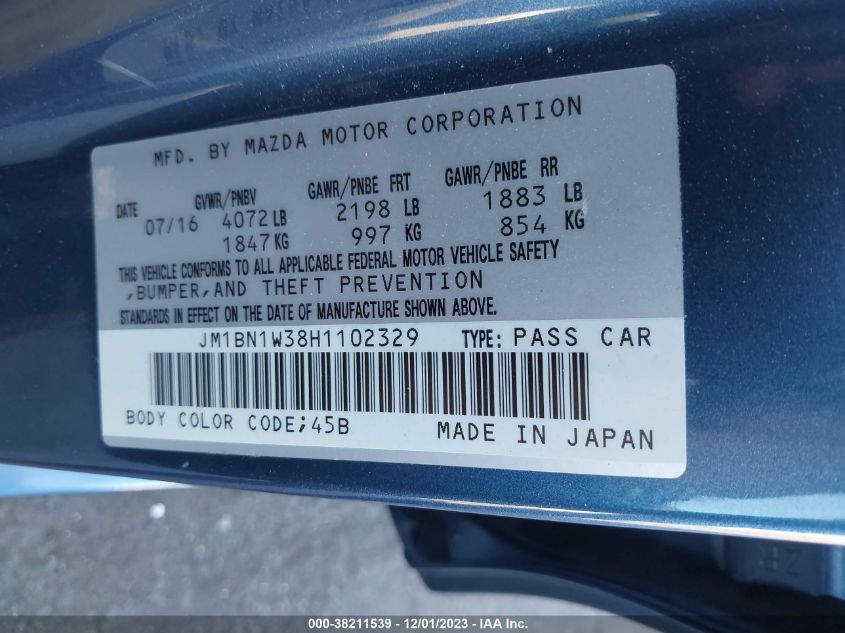 MFD. BY MAZDA MOTOR CORPORATION
DATE GVWR/PNBV GAWR/PNBE FRT GAWR/PNBE RR
07/16 4072LB 2198 LB 1883 LB
1847KG 997 KG 854 KG
THIS VEHICLE CONFORMS TO ALL APPLICABLE FEDERAL MOTOR VEHICLE SAFETY
,BUMPER,AND THEFT PREVENTION
STANDARDS IN EFFECT ON THE DATE OF MANUFACTURE SHOWN ABOVE.
JM1BN1W38H1102329 TYPE: PASS CAR
BODY COLOR CODE;45B MADE IN JAPAN
000-38211539 - 12/01/2023 - IAA Inc.